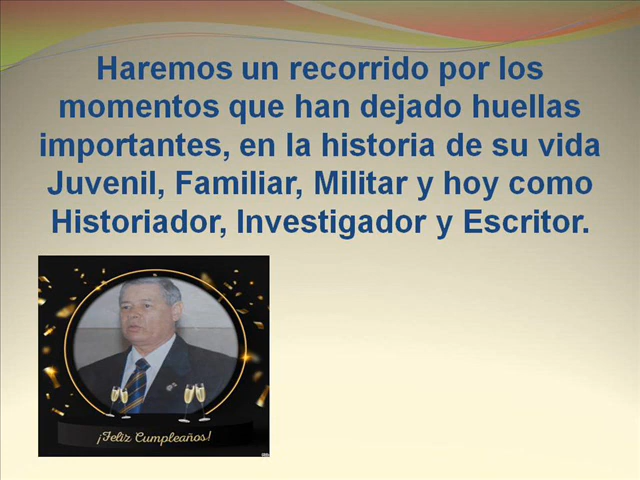 Haremos un recorrido por los
momentos que han dejado huellas
importantes, en la historia de su vida
Juvenil, Familiar, Militar y hoy como
Historiador, Investigador y Escritor.
¡Feliz Cumpleaños!